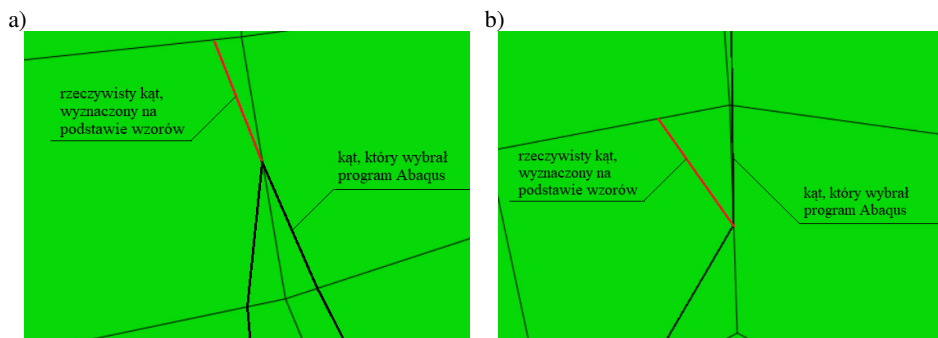 a)
rzeczywisty kąt,
wyznaczony na
podstawie wzorów
kąt, który wybrał
program Abaqus
b)
rzeczywisty kąt,
wyznaczony na
podstawie wzorów
kąt, który wybrał
program Abaqus